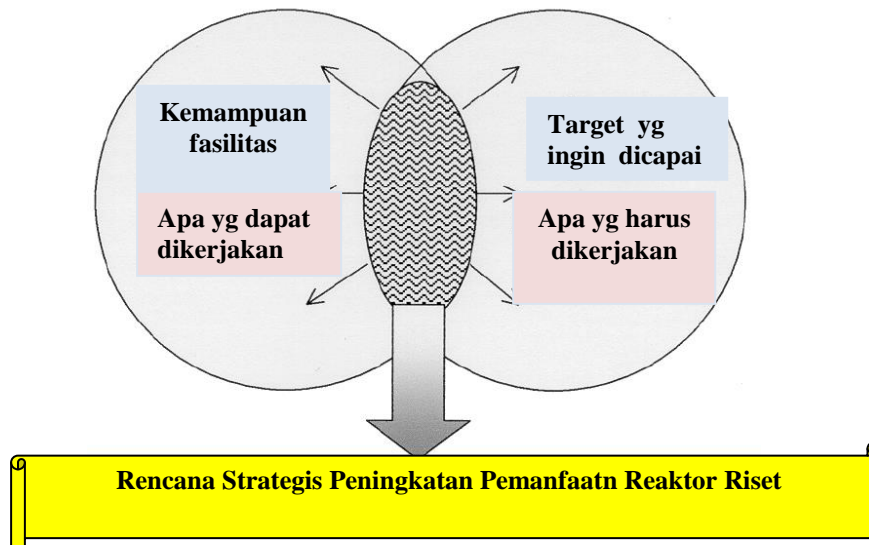 Kemampuan
fasilitas
Apa yg dapat
dikerjakan
Target yg
ingin dicapai
Apa yg harus
dikerjakan
Rencana Strategis Peningkatan Pemanfaatn Reaktor Riset